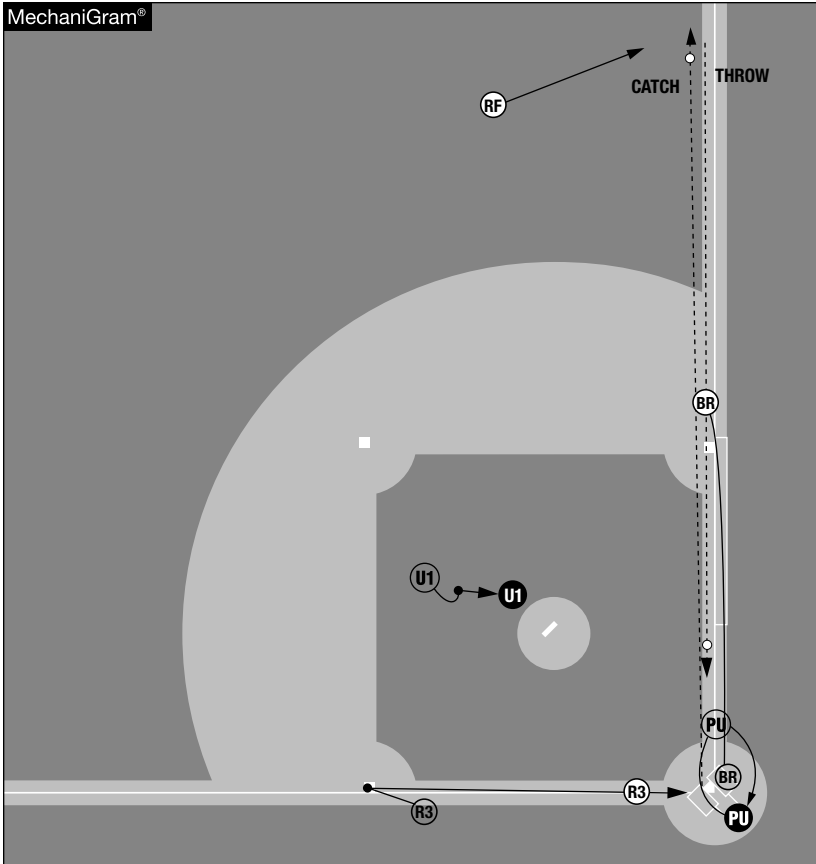 MechaniGram®
RF
CATCH
THROW
BR
U1
U1
PU
BR
R3
R3
PU